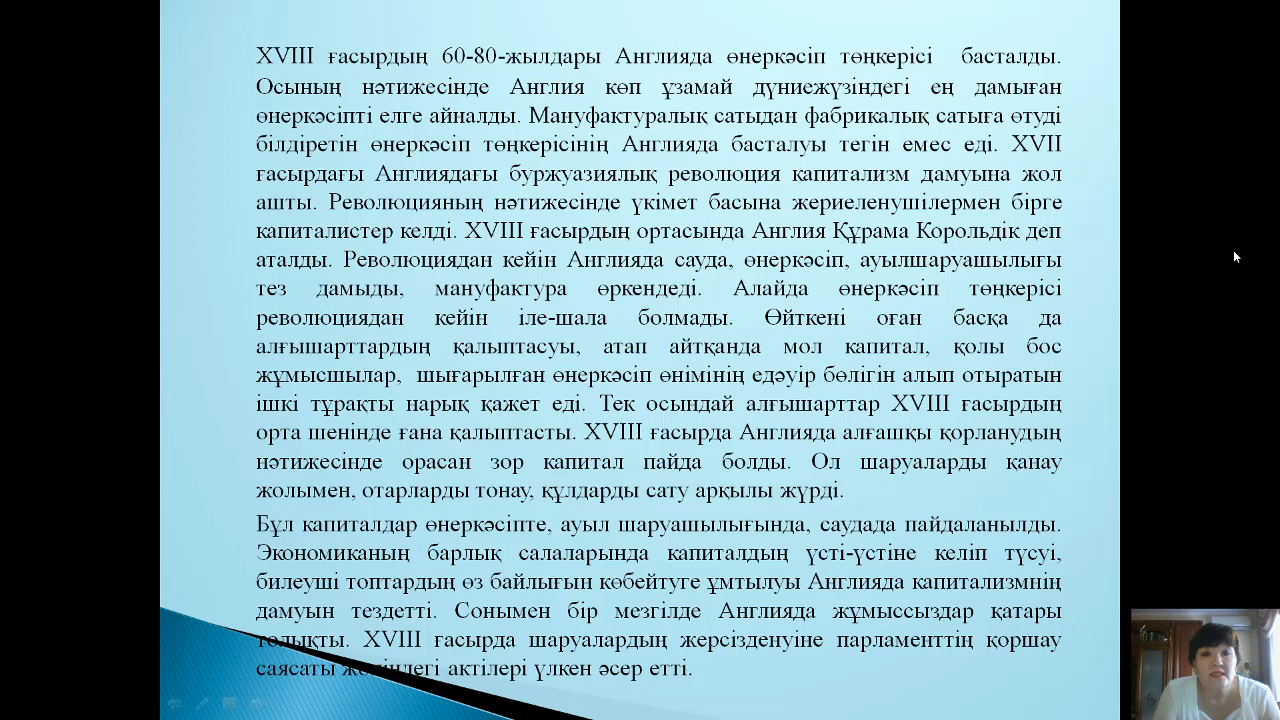 XVIII ғасырдың 60-80-жылдары Англияда өнеркәсіп төңкерісі басталды.
Осының нәтижесінде Англия көп ұзамай дүниежүзіндегі ең дамыған
өнеркәсіпті елге айналды. Мануфактуралық сатыдан фабрикалық сатыға өтуді
білдіретін өнеркәсіп төңкерісінің Англияда басталуы тегін емес еді. XVII
ғасырдағы Англиядағы буржуазиялық революция капитализм дамуына жол
ашты. Революцияның нәтижесінде үкімет басына жериеленушілермен бірге
капиталистер келді. XVIII ғасырдың ортасында Англия Құрама Корольдік деп
аталды. Революциядан кейін Англияда сауда, өнеркәсіп, ауылшаруашылығы
тез дамыды, мануфактура өркендеді. Алайда өнеркәсіп төңкерісі
революциядан кейін іле-шала болмады. Өйткені оған басқа да
алғышарттардың қалыптасуы, атап айтқанда мол капитал, қолы бос
жұмысшылар, шығарылған өнеркәсіп өнімінің едәуір бөлігін алып отыратын
ішкі тұрақты нарық қажет еді. Тек осындай алғышарттар XVIII ғасырдың
орта шенінде ғана қалыптасты. XVIII ғасырда Англияда алғашқы қорланудың
нәтижесінде орасан зор капитал пайда болды. Ол шаруаларды қанау
жолымен, отарларды тонау, құлдарды сату арқылы жүрді.
Бұл капиталдар өнеркәсіпте, ауыл шаруашылығында, саудада пайдаланылды.
Экономиканың барлық салаларында капиталдың үсті-үстіне келіп түсуі,
билеуші топтардың өз байлығын көбейтуге ұмтылуы Англияда капитализмнің
дамуын тездетті. Сонымен бір мезгілде Англияда жұмыссыздар қатары
толықты. XVIII ғасырда шаруалардың жерсізденуіне парламенттің қоршау
саясаты жөніндегі актілері үлкен әсер етті.